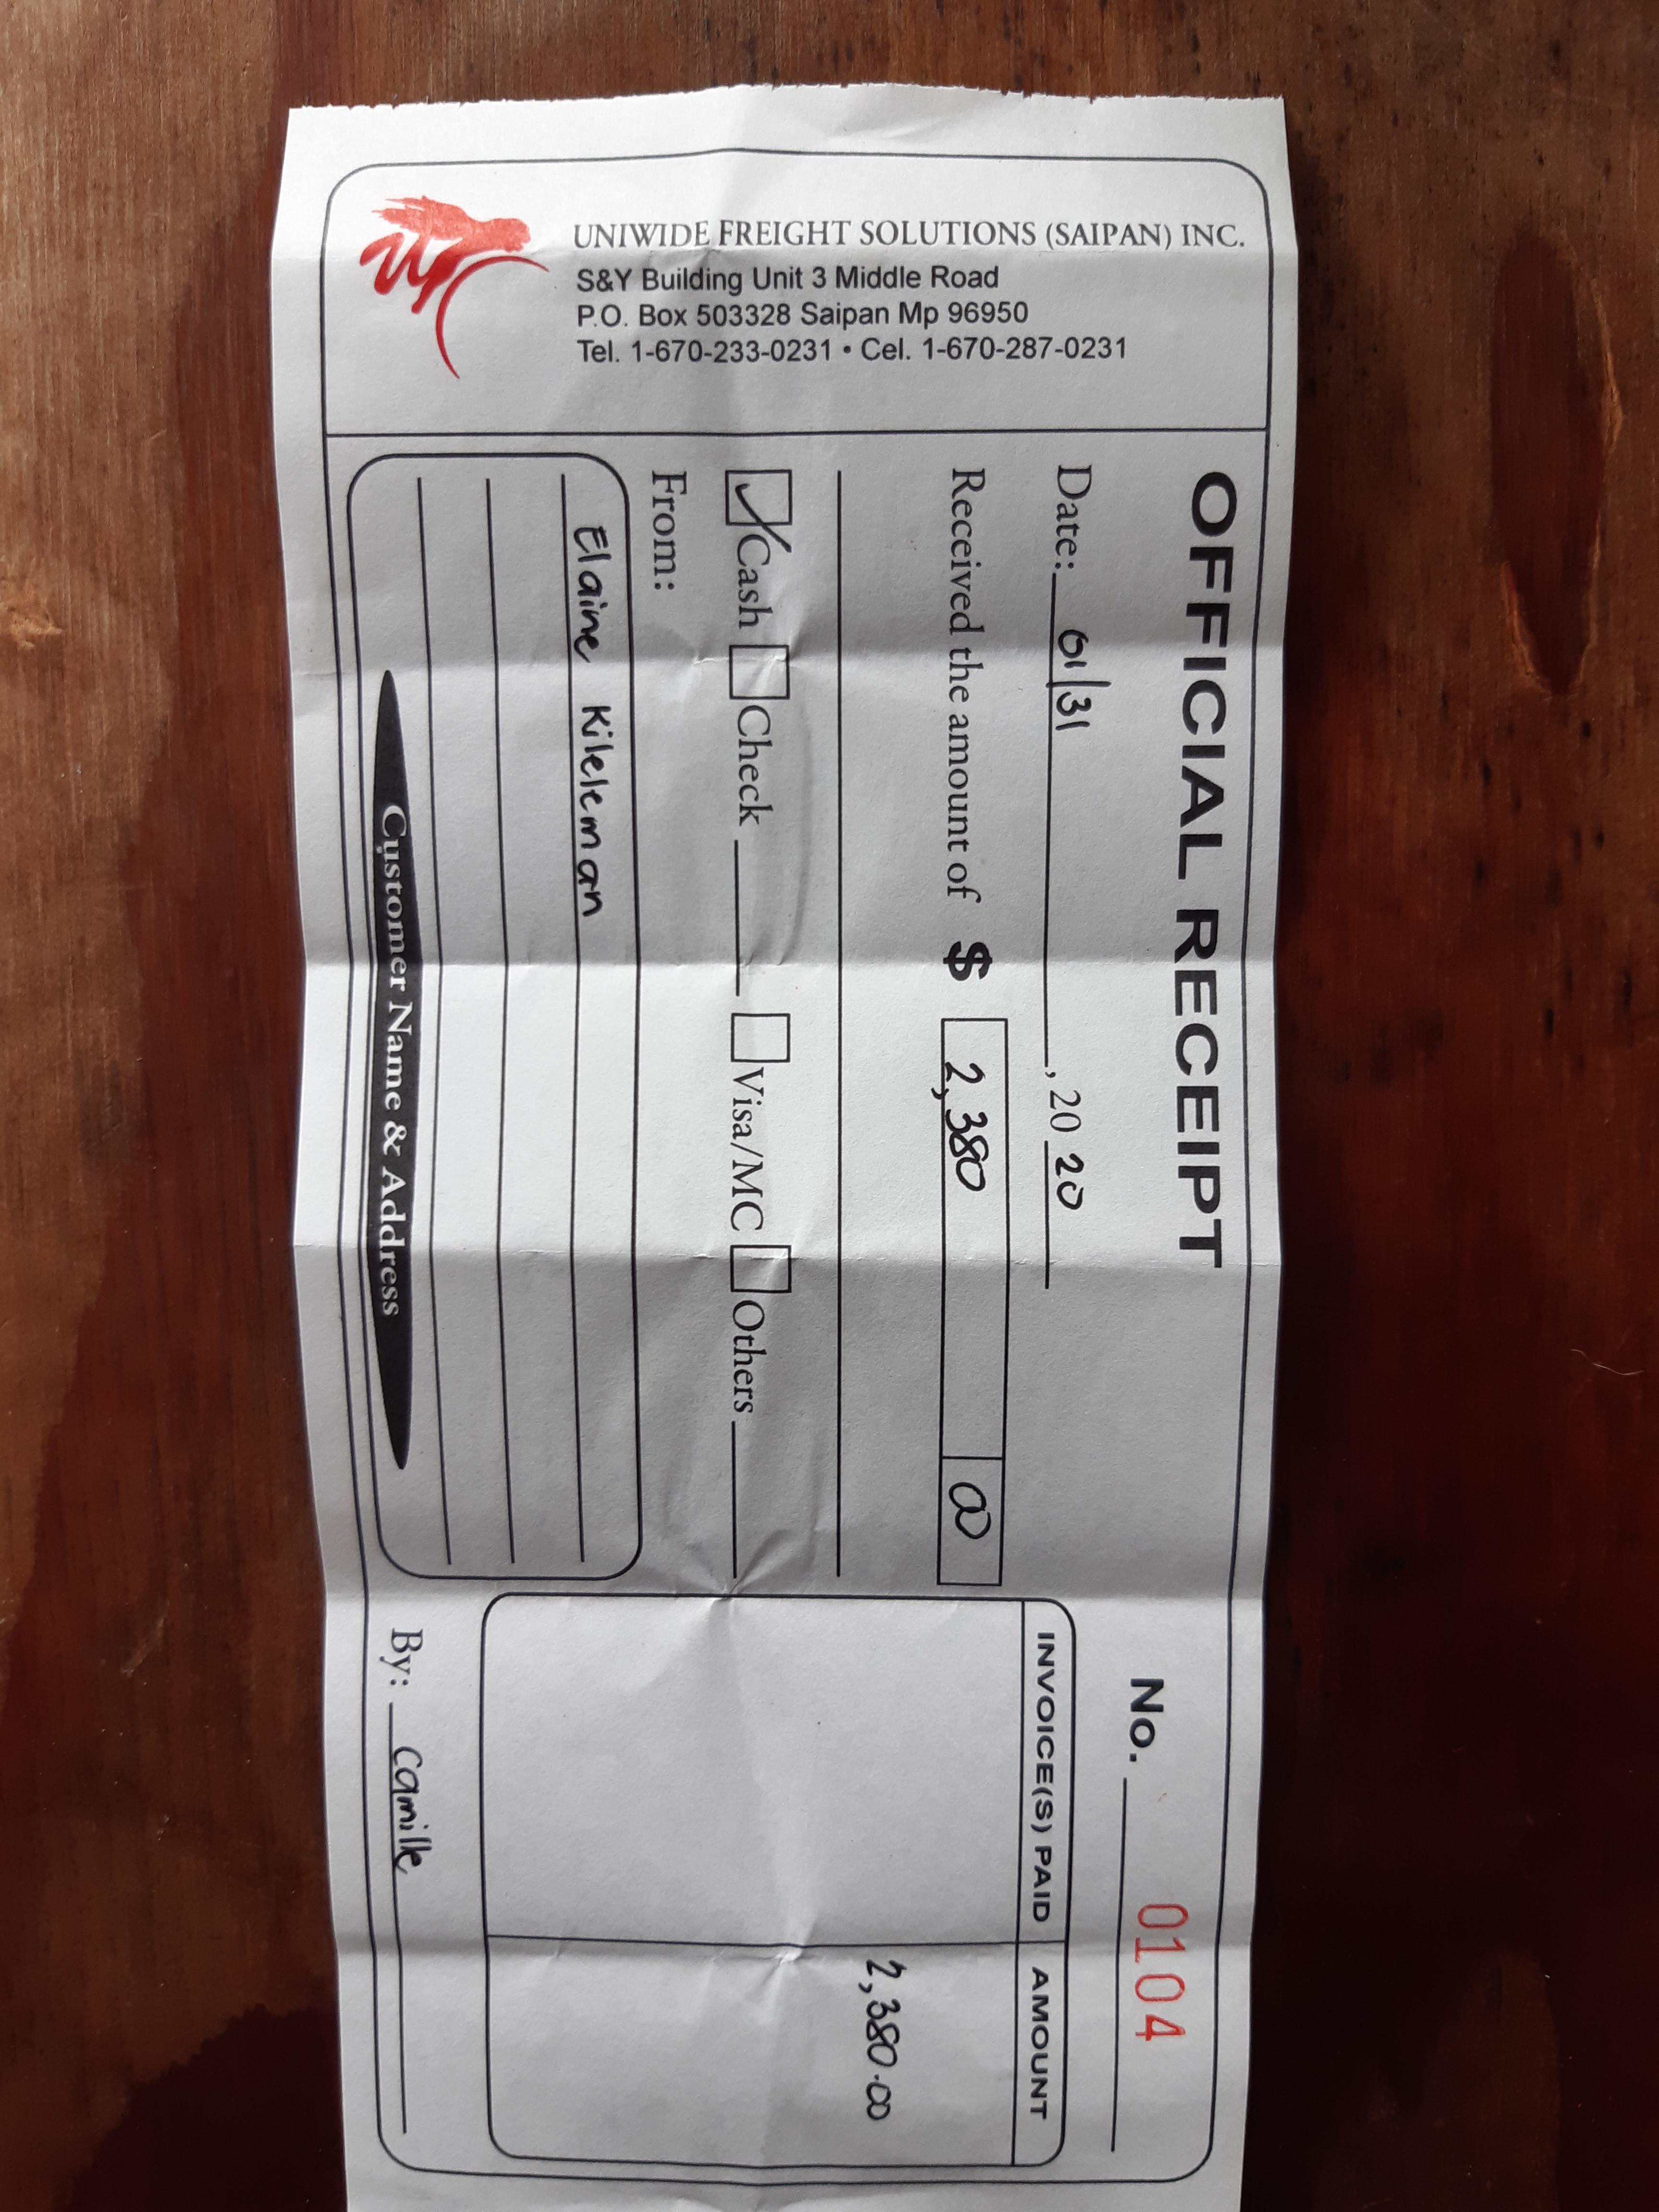 UNIWIDE FREIGHT SOLUTIONS (SAIPAN) INC.
S&Y Building Unit 3 Middle Road
P.O. Box 503328 Saipan Mp 96950
Tel. 1-670-233-0231 • Cel. 1-670-287-0231
OFFICIAL RECEIPT
No. 0104
Date: 01/31, 20 20
Received the amount of $ 2,380 00
Cash Check Visa/MC Others
From:
Elaine Kileleman
Customer Name & Address
INVOICE(S) PAID AMOUNT
2,380.00
By: Camille